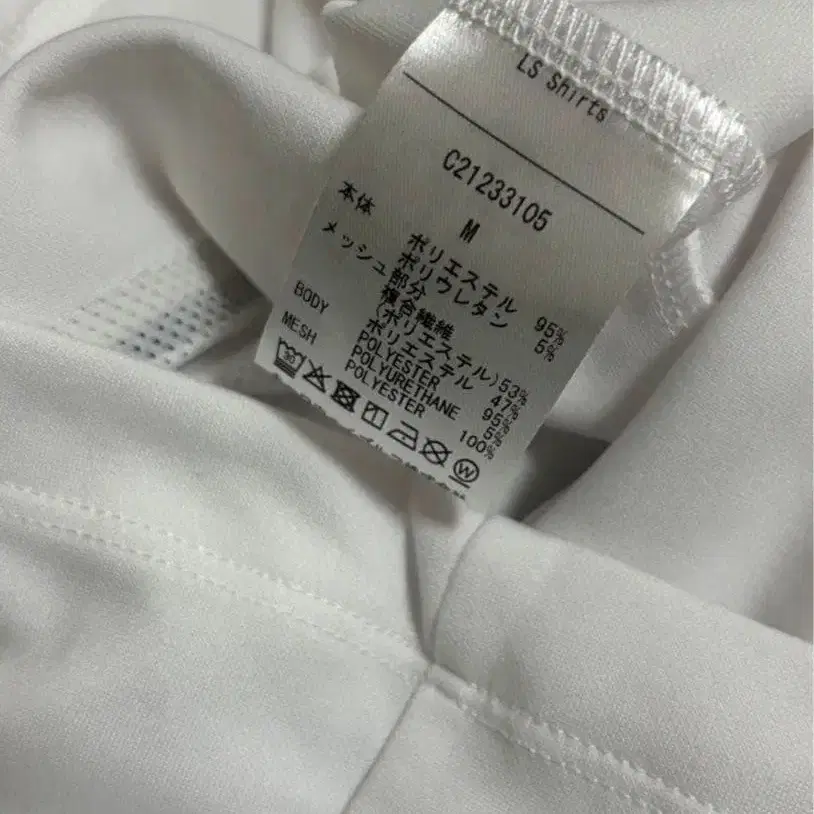 LS Shirts
C21233105
M
本体
ポリエステル 95%
ポリウレタン 5%
メッシュ部分
複合繊維
(ポリエステル)53%
ポリエステル 47%
BODY
POLYESTER 95%
POLYURETHANE 5%
MESH
POLYESTER 100%
30
W